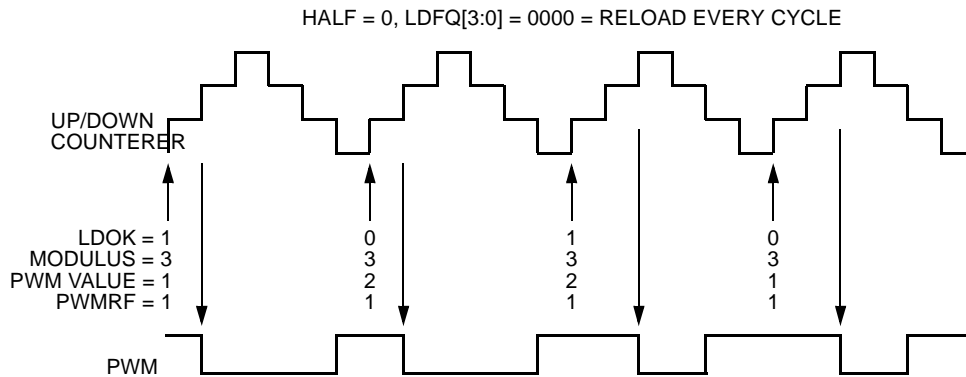 HALF = 0, LDFQ[3:0] = 0000 = RELOAD EVERY CYCLE
UP/DOWN
COUNTERER
LDOK = 1 0 1 0
MODULUS = 3 3 3 3
PWM VALUE = 1 2 2 1
PWMRF = 1 1 1 1
PWM